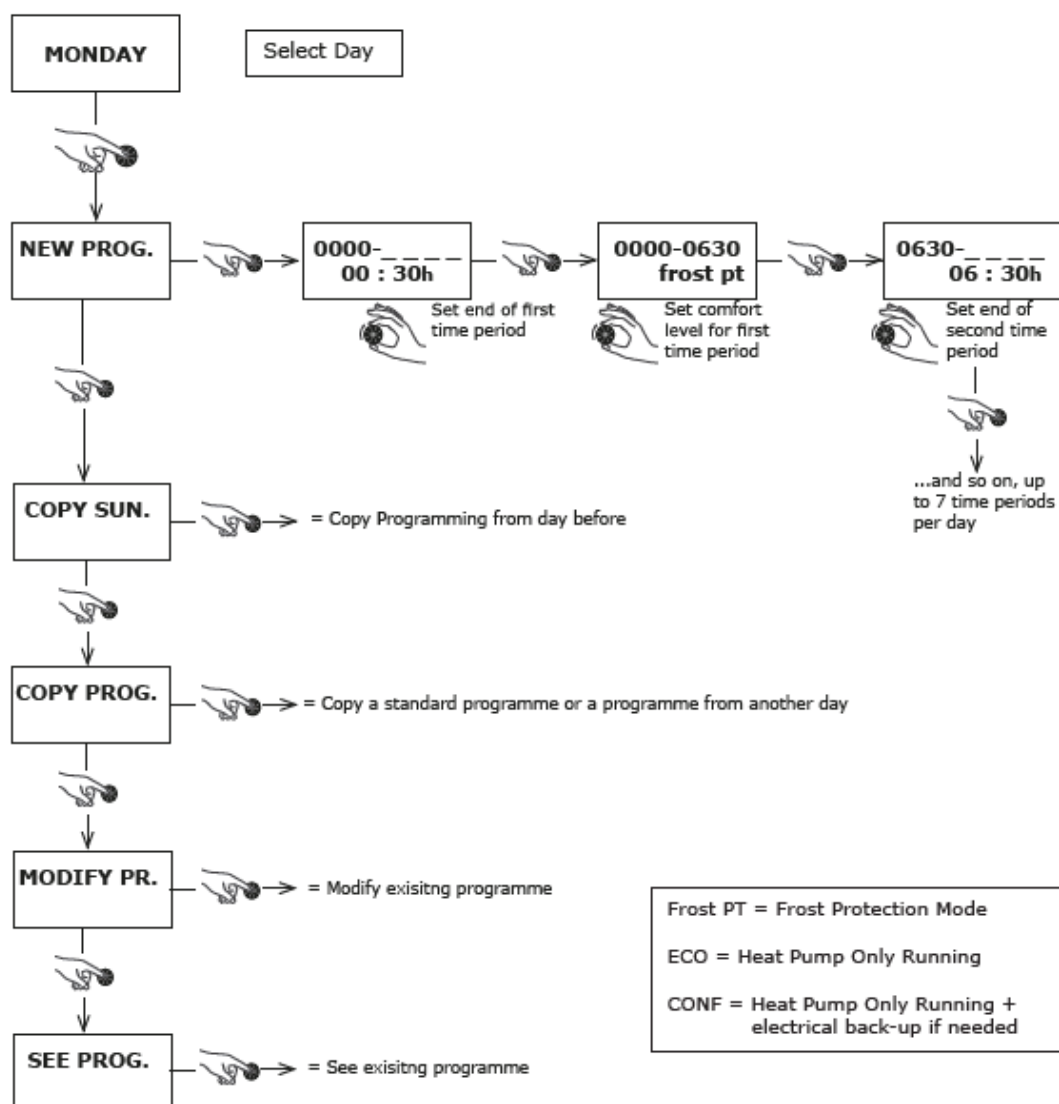 MONDAY
Select Day
NEW PROG.
0000-_ _ _ _
00 : 30h
Set end of first
time period
0000-0630
frost pt
Set comfort
level for first
time period
0630-_ _ _ _
06 : 30h
Set end of
second time
period
...and so on, up
to 7 time periods
per day
COPY SUN.
= Copy Programming from day before
COPY PROG.
= Copy a standard programme or a programme from another day
MODIFY PR.
= Modify exisitng programme
SEE PROG.
= See exisitng programme
Frost PT = Frost Protection Mode
ECO = Heat Pump Only Running
CONF = Heat Pump Only Running +
electrical back-up if needed